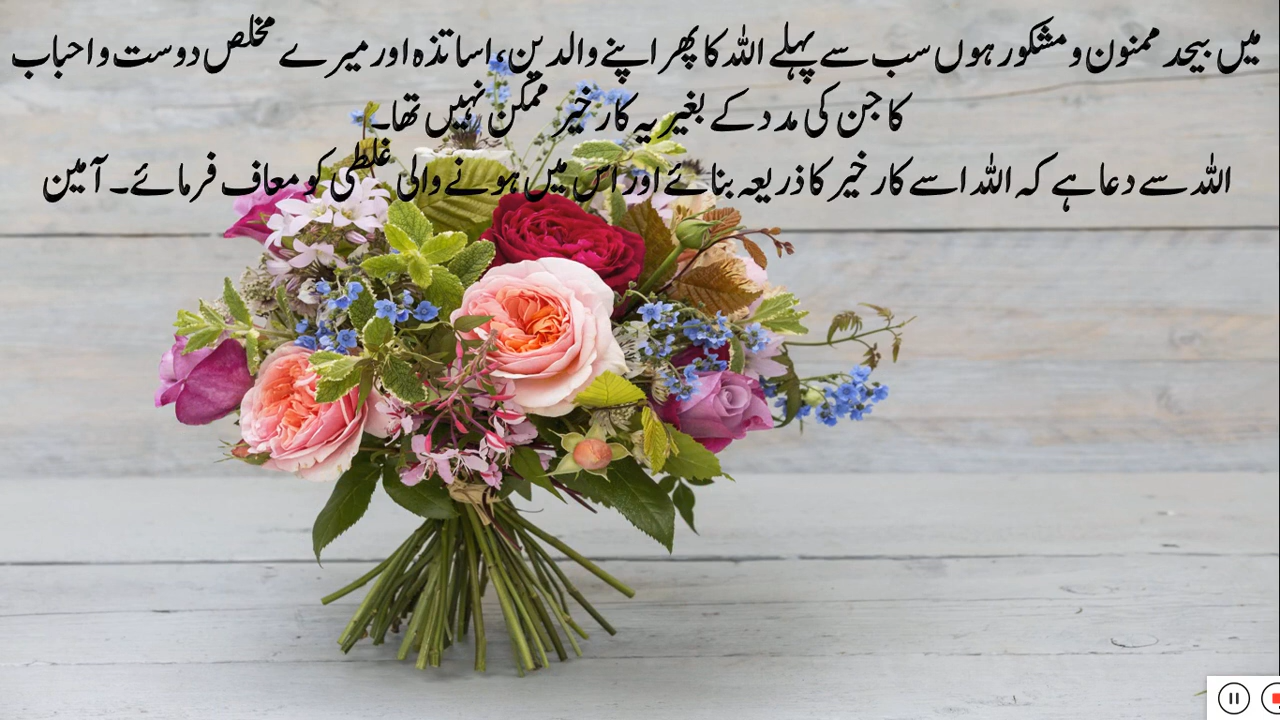 میں بیحد ممنون و مشکور ہوں سب سے پہلے اللہ کا پھر اپنے والدین، اساتذہ اور میرے مخلص دوست و احباب
کا جن کی مدد کے بغیر یہ کار خیر ممکن نہیں تھا۔
اللہ سے دعا ہے کہ اللہ اسے کار خیر کا ذریعہ بنائے اور اس میں ہونے والی غلطی کو معاف فرمائے۔ آمین